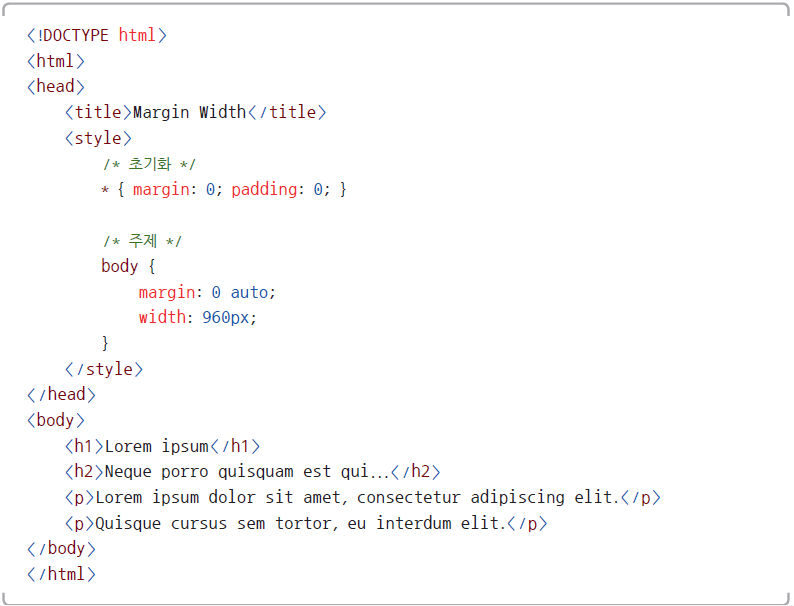 <!DOCTYPE html>
<html>
<head>
    <title>Margin Width</title>
    <style>
        /* 초기화 */
        * { margin: 0; padding: 0; }

        /* 주제 */
        body {
            margin: 0 auto;
            width: 960px;
        }
    </style>
</head>
<body>
    <h1>Lorem ipsum</h1>
    <h2>Neque porro quisquam est qui...</h2>
    <p>Lorem ipsum dolor sit amet, consectetur adipiscing elit.</p>
    <p>Quisque cursus sem tortor, eu interdum elit.</p>
</body>
</html>